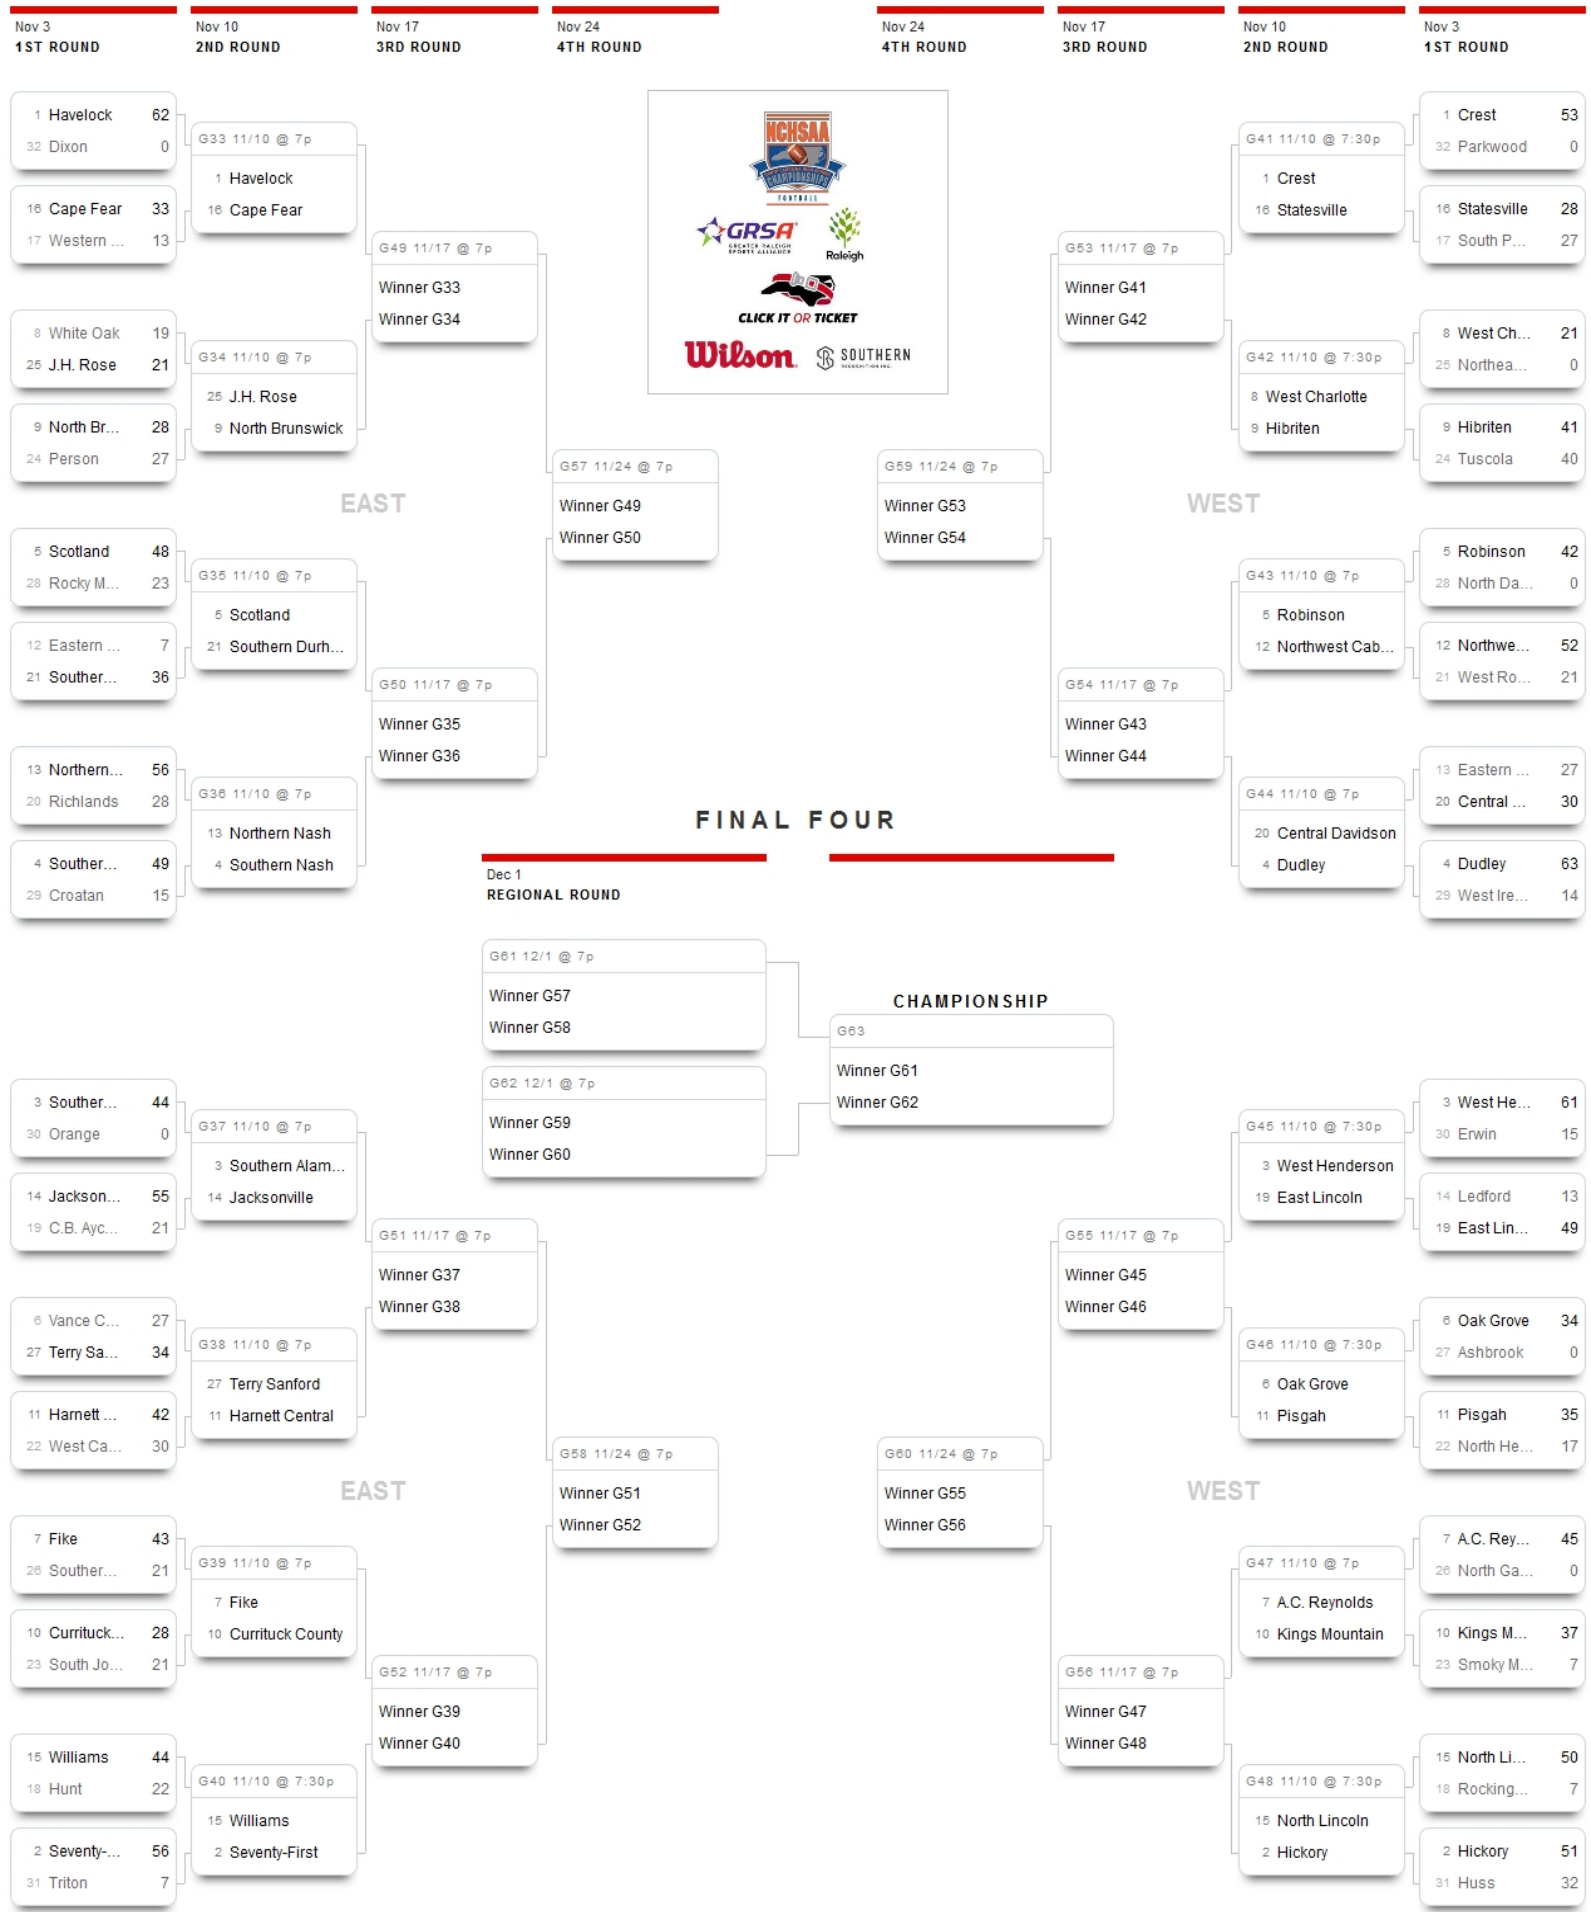 Nov 3
1ST ROUND
Nov 10
2ND ROUND
Nov 17
3RD ROUND
Nov 24
4TH ROUND
Nov 24
4TH ROUND
Nov 17
3RD ROUND
Nov 10
2ND ROUND
Nov 3
1ST ROUND
1 Havelock 62
32 Dixon 0
16 Cape Fear 33
17 Western ... 13
8 White Oak 19
25 J.H. Rose 21
9 North Br... 28
24 Person 27
5 Scotland 48
28 Rocky M... 23
12 Eastern ... 7
21 Souther... 36
13 Northern... 56
20 Richlands 28
4 Souther... 49
29 Croatan 15
G33 11/10 @ 7p
1 Havelock
16 Cape Fear
G34 11/10 @ 7p
25 J.H. Rose
9 North Brunswick
G35 11/10 @ 7p
5 Scotland
21 Southern Durh...
G36 11/10 @ 7p
13 Northern Nash
4 Southern Nash
G49 11/17 @ 7p
Winner G33
Winner G34
EAST
G50 11/17 @ 7p
Winner G35
Winner G36
G57 11/24 @ 7p
Winner G49
Winner G50
NCHSAA
CHAMPIONSHIPS
FOOTBALL
GRSA
GREATER RALEIGH
SPORTS ALLIANCE
Raleigh
CLICK IT OR TICKET
Wilson
SOUTHERN
RECOGNITION INC.
G59 11/24 @ 7p
Winner G53
Winner G54
G53 11/17 @ 7p
Winner G41
Winner G42
WEST
G54 11/17 @ 7p
Winner G43
Winner G44
G41 11/10 @ 7:30p
1 Crest
16 Statesville
G42 11/10 @ 7:30p
8 West Charlotte
9 Hibriten
G43 11/10 @ 7p
5 Robinson
12 Northwest Cab...
G44 11/10 @ 7p
20 Central Davidson
4 Dudley
1 Crest 53
32 Parkwood 0
16 Statesville 28
17 South P... 27
8 West Ch... 21
25 Northea... 0
9 Hibriten 41
24 Tuscola 40
5 Robinson 42
28 North Da... 0
12 Northwe... 52
21 West Ro... 21
13 Eastern ... 27
20 Central ... 30
4 Dudley 63
29 West Ire... 14
FINAL FOUR
Dec 1
REGIONAL ROUND
G61 12/1 @ 7p
Winner G57
Winner G58
G62 12/1 @ 7p
Winner G59
Winner G60
CHAMPIONSHIP
G63
Winner G61
Winner G62
3 Souther... 44
30 Orange 0
14 Jackson... 55
19 C.B. Ayc... 21
6 Vance C... 27
27 Terry Sa... 34
11 Harnett ... 42
22 West Ca... 30
7 Fike 43
26 Souther... 21
10 Currituck... 28
23 South Jo... 21
15 Williams 44
18 Hunt 22
2 Seventy-... 56
31 Triton 7
G37 11/10 @ 7p
3 Southern Alam...
14 Jacksonville
G38 11/10 @ 7p
27 Terry Sanford
11 Harnett Central
G39 11/10 @ 7p
7 Fike
10 Currituck County
G40 11/10 @ 7:30p
15 Williams
2 Seventy-First
G51 11/17 @ 7p
Winner G37
Winner G38
EAST
G52 11/17 @ 7p
Winner G39
Winner G40
G58 11/24 @ 7p
Winner G51
Winner G52
G60 11/24 @ 7p
Winner G55
Winner G56
G55 11/17 @ 7p
Winner G45
Winner G46
WEST
G56 11/17 @ 7p
Winner G47
Winner G48
G45 11/10 @ 7:30p
3 West Henderson
19 East Lincoln
G46 11/10 @ 7:30p
6 Oak Grove
11 Pisgah
G47 11/10 @ 7p
7 A.C. Reynolds
10 Kings Mountain
G48 11/10 @ 7:30p
15 North Lincoln
2 Hickory
3 West He... 61
30 Erwin 15
14 Ledford 13
19 East Lin... 49
6 Oak Grove 34
27 Ashbrook 0
11 Pisgah 35
22 North He... 17
7 A.C. Rey... 45
26 North Ga... 0
10 Kings M... 37
23 Smoky M... 7
15 North Li... 50
18 Rocking... 7
2 Hickory 51
31 Huss 32